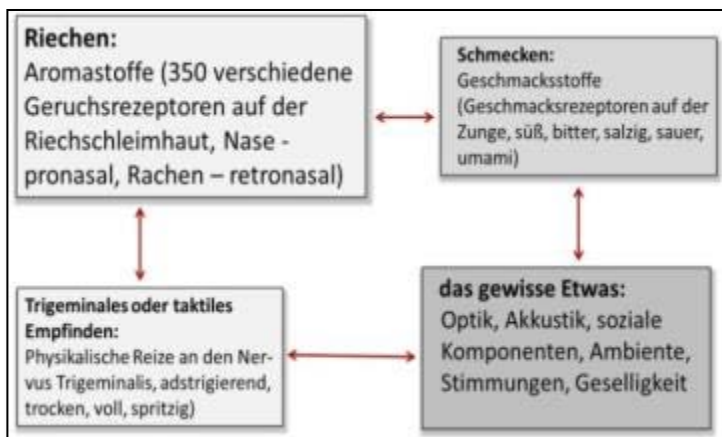 Riechen:
Aromastoffe (350 verschiedene
Geruchsrezeptoren auf der
Riechschleimhaut, Nase -
pronasal, Rachen – retronasal)
Schmecken:
Geschmacksstoffe
(Geschmacksrezeptoren auf der
Zunge, süß, bitter, salzig, sauer,
umami)
Trigeminales oder taktiles
Empfinden:
Physikalische Reize an den Ner-
vus Trigeminalis, adstrigierend,
trocken, voll, spritzig)
das gewisse Etwas:
Optik, Akkustik, soziale
Komponenten, Ambiente,
Stimmungen, Geselligkeit